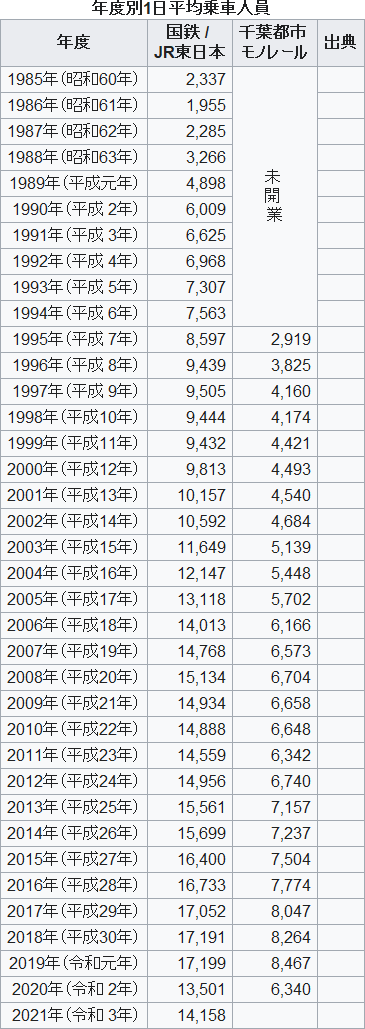 年度別1日平均乗車人員
年度 国鉄 / JR東日本 千葉都市モノレール 出典
1985年(昭和60年) 2,337 未開業
1986年(昭和61年) 1,955
1987年(昭和62年) 2,285
1988年(昭和63年) 3,266
1989年(平成元年) 4,898
1990年(平成 2年) 6,009
1991年(平成 3年) 6,625
1992年(平成 4年) 6,968
1993年(平成 5年) 7,307
1994年(平成 6年) 7,563
1995年(平成 7年) 8,597 2,919
1996年(平成 8年) 9,439 3,825
1997年(平成 9年) 9,505 4,160
1998年(平成10年) 9,444 4,174
1999年(平成11年) 9,432 4,421
2000年(平成12年) 9,813 4,493
2001年(平成13年) 10,157 4,540
2002年(平成14年) 10,592 4,684
2003年(平成15年) 11,649 5,139
2004年(平成16年) 12,147 5,448
2005年(平成17年) 13,118 5,702
2006年(平成18年) 14,013 6,166
2007年(平成19年) 14,768 6,573
2008年(平成20年) 15,134 6,704
2009年(平成21年) 14,934 6,658
2010年(平成22年) 14,888 6,648
2011年(平成23年) 14,559 6,342
2012年(平成24年) 14,956 6,740
2013年(平成25年) 15,561 7,157
2014年(平成26年) 15,699 7,237
2015年(平成27年) 16,400 7,504
2016年(平成28年) 16,733 7,774
2017年(平成29年) 17,052 8,047
2018年(平成30年) 17,191 8,264
2019年(令和元年) 17,199 8,467
2020年(令和 2年) 13,501 6,340
2021年(令和 3年) 14,158